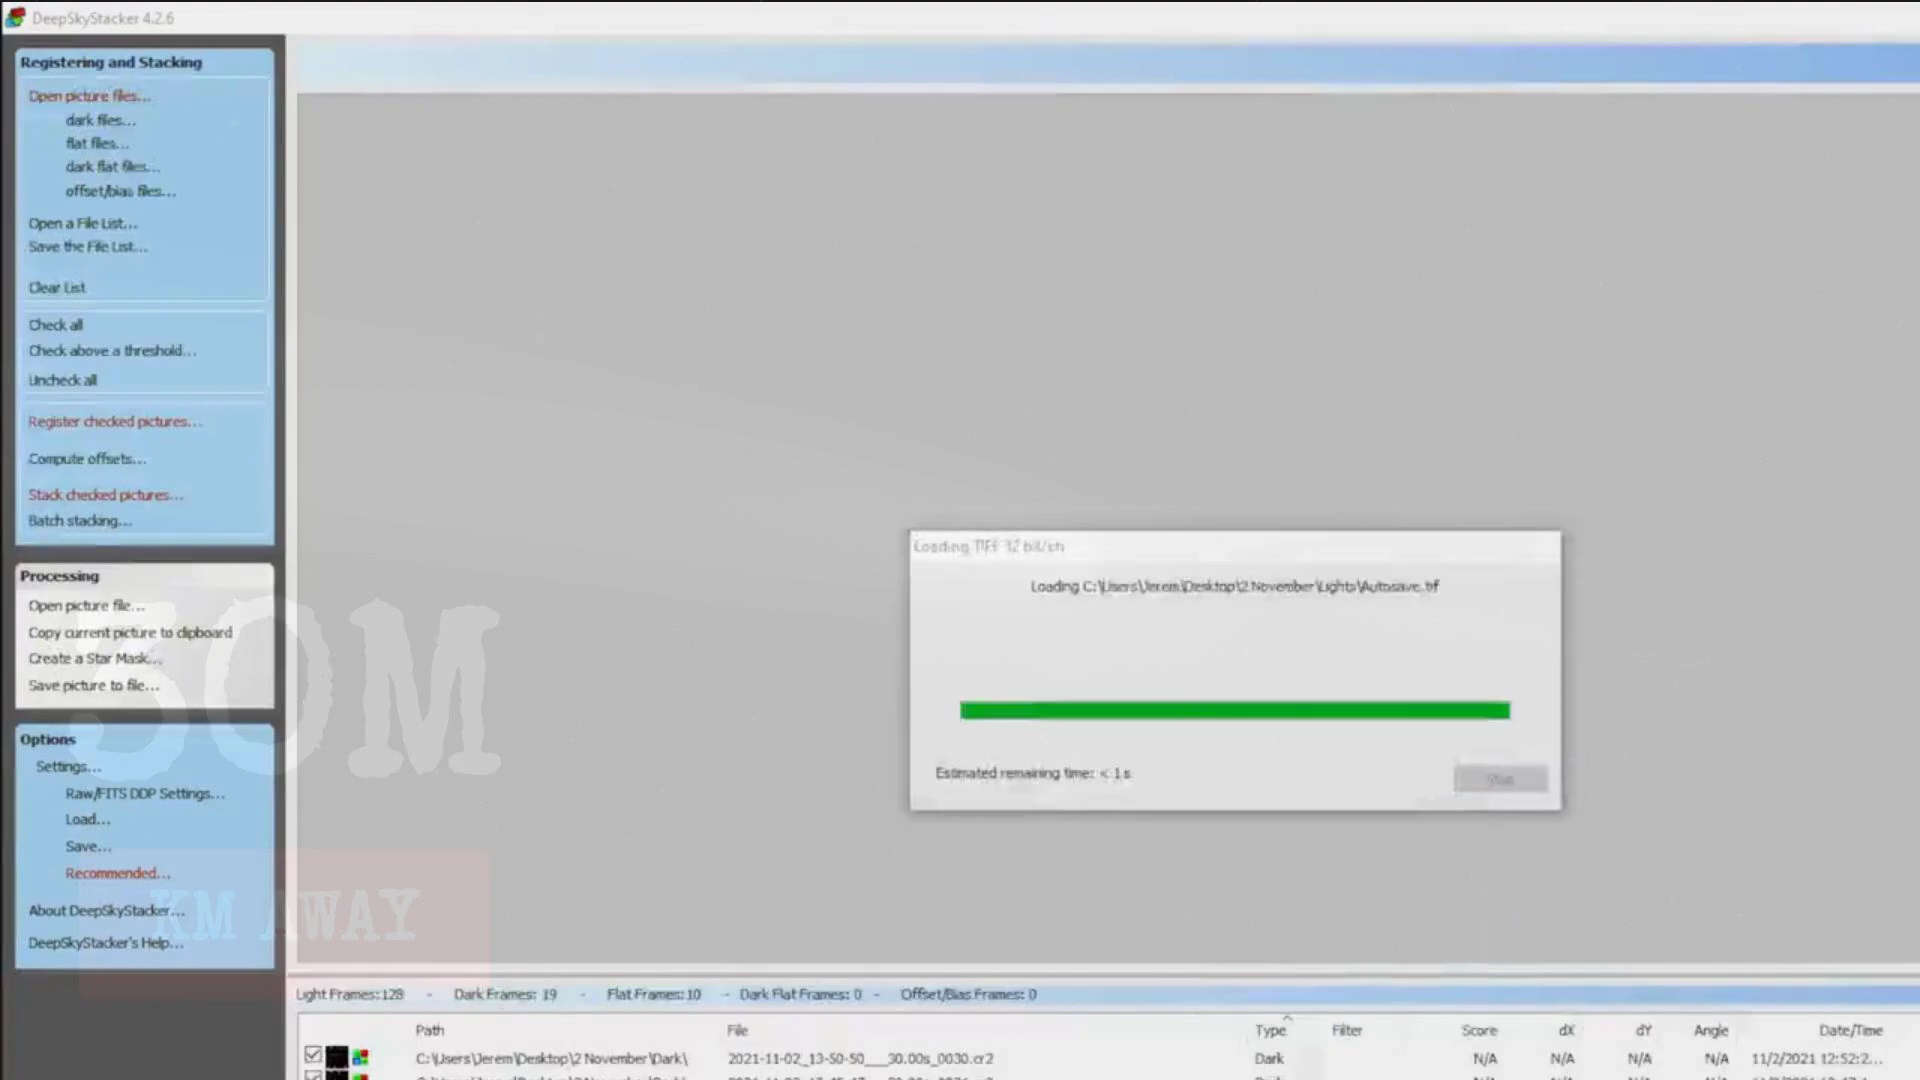 DeepSkyStacker 4.2.6
Registering and Stacking
Open picture files...
dark files...
flat files...
dark flat files...
offset/bias files...
Open a File List...
Save the File List...
Clear List
Check all
Check above a threshold...
Uncheck all
Register checked pictures...
Compute offsets...
Stack checked pictures...
Batch stacking...
Processing
Open picture file...
Copy current picture to clipboard
Create a Star Mask...
Save picture to file...
Options
Settings...
Raw/FITS DDP Settings...
Load...
Save...
Recommended...
About DeepSkyStacker...
DeepSkyStacker's Help...
30M
KM AWAY
Loading TIFF 32 bit/ch
Loading C:\Users\Jerem\Desktop\2 November\Lights\Autosave.tif
Estimated remaining time: < 1 s
Stop
Light Frames: 128 - Dark Frames: 19 - Flat Frames: 10 - Dark Flat Frames: 0 - Offset/Bias Frames: 0
Path File Type Filter Score dX dY Angle Date/Time
C:\Users\Jerem\Desktop\2 November\Dark\ 2021-11-02_13-50-50___30.00s_0030.cr2 Dark N/A N/A N/A N/A 11/2/2021 12:52:2...